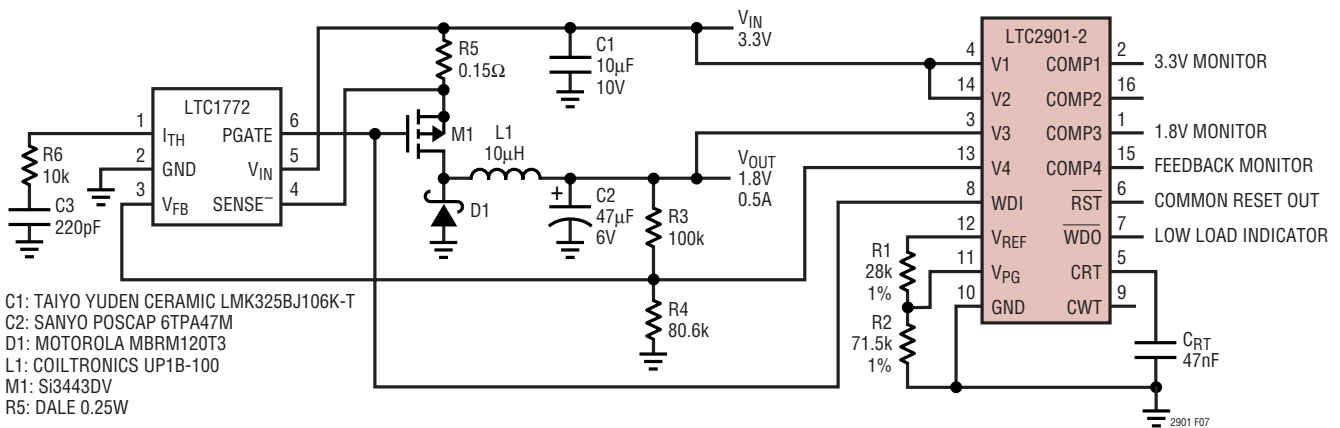 LTC1772
1
I_TH
2
GND
3
V_FB
PGATE
6
V_IN
5
SENSE⁻
4
R6
10k
C3
220pF
R5
0.15Ω
M1
L1
10µH
D1
C1
10µF
10V
V_IN
3.3V
V_OUT
1.8V
0.5A
+
C2
47µF
6V
R3
100k
R4
80.6k
R1
28k
1%
R2
71.5k
1%
LTC2901-2
4
V1
14
V2
3
V3
13
V4
8
WDI
12
V_REF
11
V_PG
10
GND
COMP1
2
3.3V MONITOR
COMP2
16
COMP3
1
1.8V MONITOR
COMP4
15
FEEDBACK MONITOR
RST
6
COMMON RESET OUT
WDO
7
LOW LOAD INDICATOR
CRT
5
CWT
9
C_RT
47nF
C1: TAIYO YUDEN CERAMIC LMK325BJ106K-T
C2: SANYO POSCAP 6TPA47M
D1: MOTOROLA MBRM120T3
L1: COILTRONICS UP1B-100
M1: Si3443DV
R5: DALE 0.25W
2901 F07